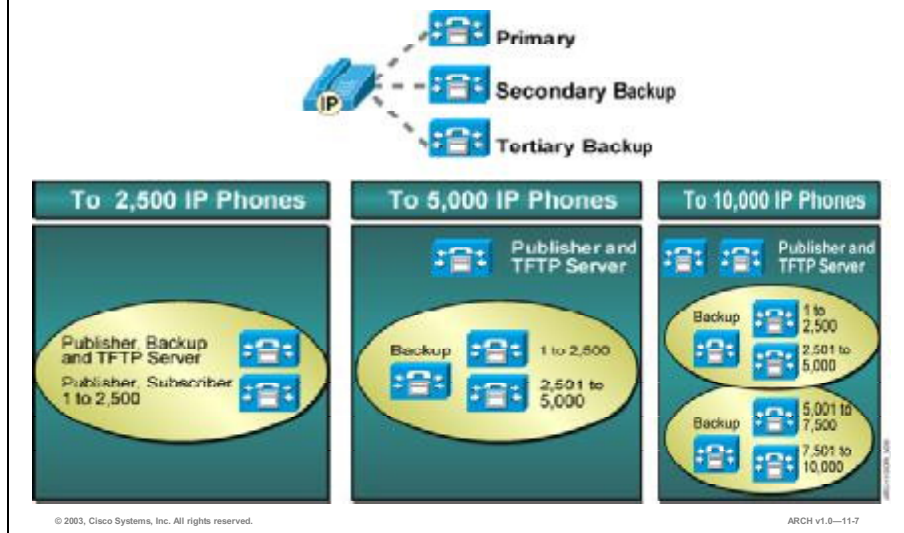 Primary
Secondary Backup
Tertiary Backup
IP
To 2,500 IP Phones
Publisher, Backup
and TFTP Server
Publisher, Subscriber
1 to 2,500
To 5,000 IP Phones
Publisher and
TFTP Server
Backup
1 to 2,500
2,501 to
5,000
To 10,000 IP Phones
Publisher and
TFTP Server
Backup
1 to
2,500
2,501 to
5,000
Backup
5,001 to
7,500
7,501 to
10,000
© 2003, Cisco Systems, Inc. All rights reserved.
ARCH v1.0—11-7